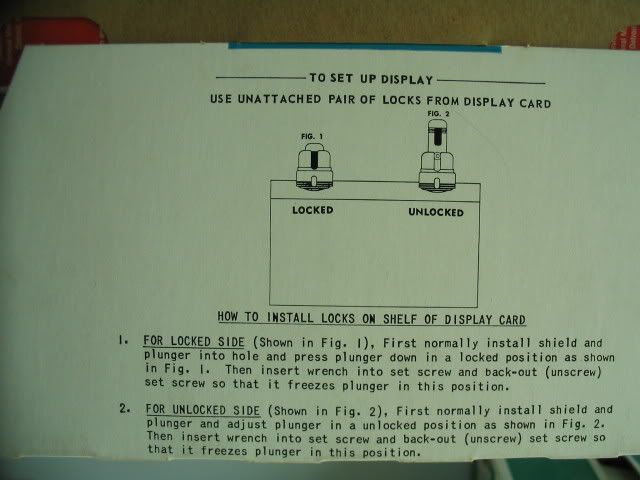 TO SET UP DISPLAY
USE UNATTACHED PAIR OF LOCKS FROM DISPLAY CARD
FIG. 2
FIG. 1
LOCKED UNLOCKED
HOW TO INSTALL LOCKS ON SHELF OF DISPLAY CARD
1. FOR LOCKED SIDE (Shown in Fig. 1), First normally install shield and
plunger into hole and press plunger down in a locked position as shown
in Fig. 1. Then insert wrench into set screw and back-out (unscrew)
set screw so that it freezes plunger in this position.
2. FOR UNLOCKED SIDE (Shown in Fig. 2), First normally install shield and
plunger and adjust plunger in a unlocked position as shown in Fig. 2.
Then insert wrench into set screw and back-out (unscrew) set screw so
that it freezes plunger in this position.